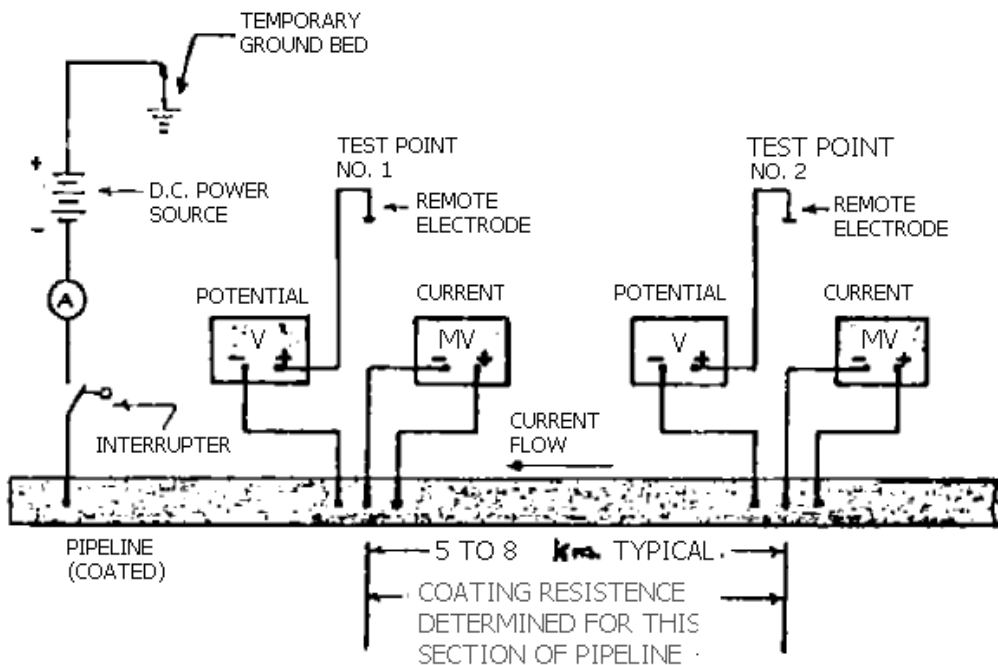 TEMPORARY
GROUND BED
TEST POINT
NO. 1
TEST POINT
NO. 2
+
D.C. POWER
SOURCE
-
REMOTE
ELECTRODE
REMOTE
ELECTRODE
A
POTENTIAL
CURRENT
POTENTIAL
CURRENT
- V +
- MV +
- V +
- MV +
INTERRUPTER
CURRENT
FLOW
PIPELINE
(COATED)
5 TO 8 km. TYPICAL.
COATING RESISTENCE
DETERMINED FOR THIS
SECTION OF PIPELINE